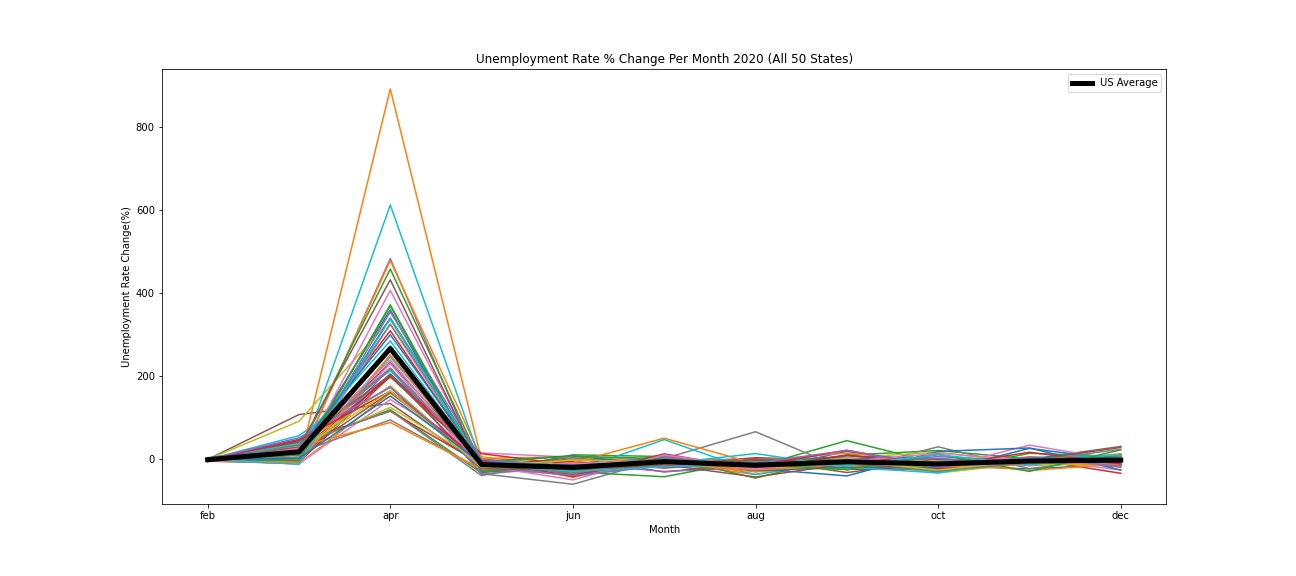 Unemployment Rate % Change Per Month 2020 (All 50 States)
US Average
800
600
400
200
0
Unemployment Rate Change(%)
feb apr jun aug oct dec
Month